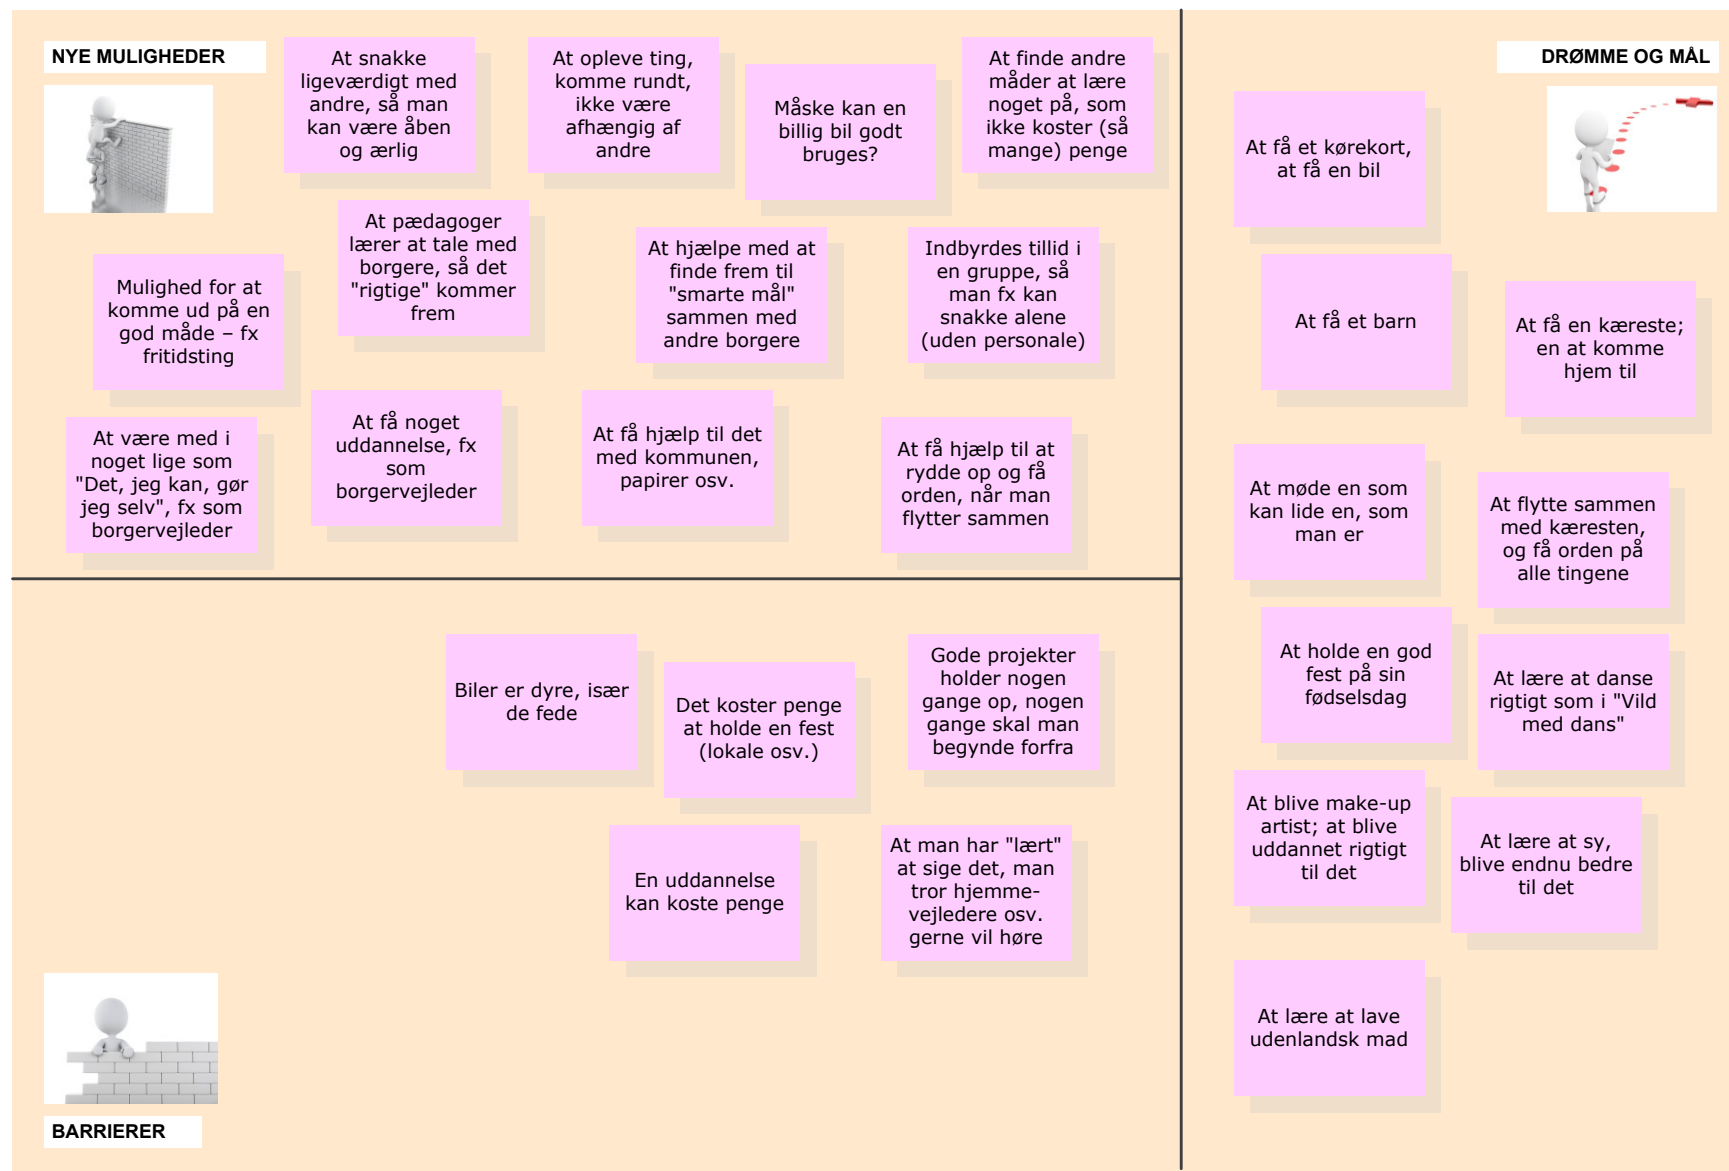 NYE MULIGHEDER
At snakke
ligeværdigt med
andre, så man
kan være åben
og ærlig
At opleve ting,
komme rundt,
ikke være
afhængig af
andre
Måske kan en
billig bil godt
bruges?
At finde andre
måder at lære
noget på, som
ikke koster (så
mange) penge
Mulighed for at
komme ud på en
god måde – fx
fritidsting
At pædagoger
lærer at tale med
borgere, så det
"rigtige" kommer
frem
At hjælpe med at
finde frem til
"smarte mål"
sammen med
andre borgere
Indbyrdes tillid i
en gruppe, så
man fx kan
snakke alene
(uden personale)
At være med i
noget lige som
"Det, jeg kan, gør
jeg selv", fx som
borgervejleder
At få noget
uddannelse, fx
som
borgervejleder
At få hjælp til det
med kommunen,
papirer osv.
At få hjælp til at
rydde op og få
orden, når man
flytter sammen
DRØMME OG MÅL
At få et kørekort,
at få en bil
At få et barn
At få en kæreste;
en at komme
hjem til
At møde en som
kan lide en, som
man er
At flytte sammen
med kæresten,
og få orden på
alle tingene
At holde en god
fest på sin
fødselsdag
At lære at danse
rigtigt som i "Vild
med dans"
At blive make-up
artist; at blive
uddannet rigtigt
til det
At lære at sy,
blive endnu bedre
til det
At lære at lave
udenlandsk mad
Biler er dyre, især
de fede
Det koster penge
at holde en fest
(lokale osv.)
Gode projekter
holder nogen
gange op, nogen
gange skal man
begynde forfra
En uddannelse
kan koste penge
At man har "lært"
at sige det, man
tror hjemme-
vejledere osv.
gerne vil høre
BARRIERER